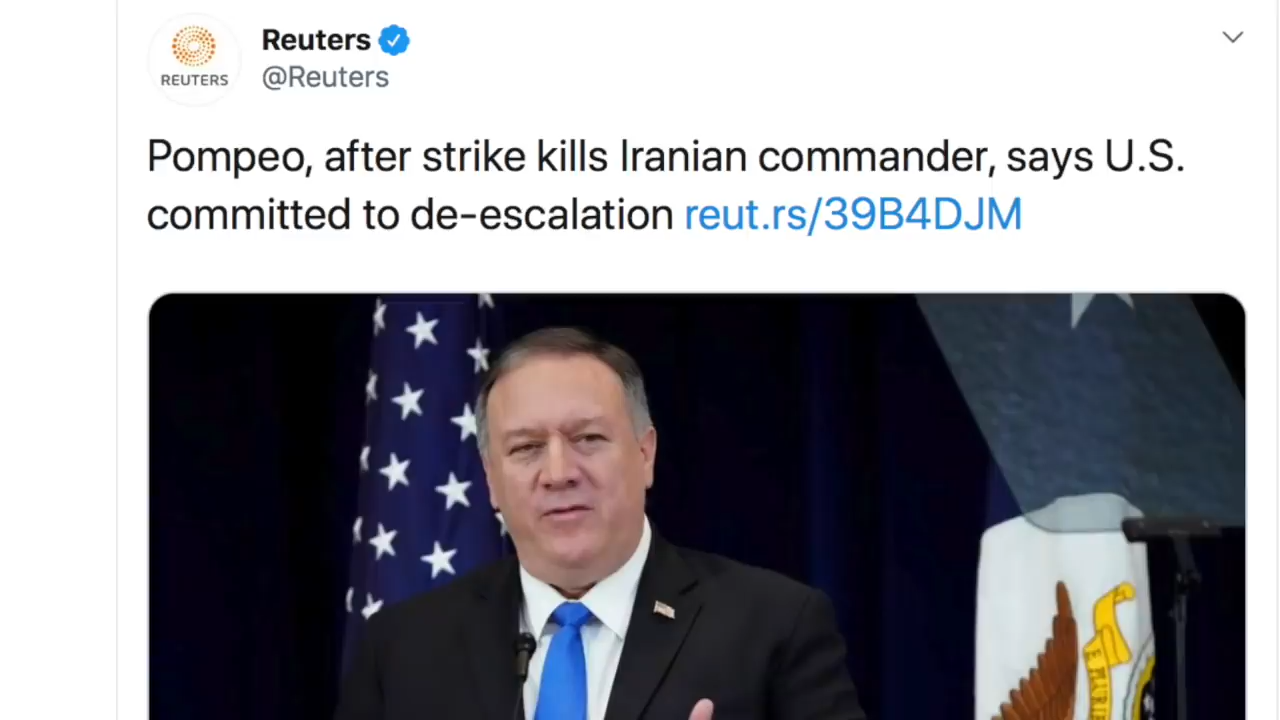 Reuters
REUTERS
@Reuters
Pompeo, after strike kills Iranian commander, says U.S.
committed to de-escalation reut.rs/39B4DJM